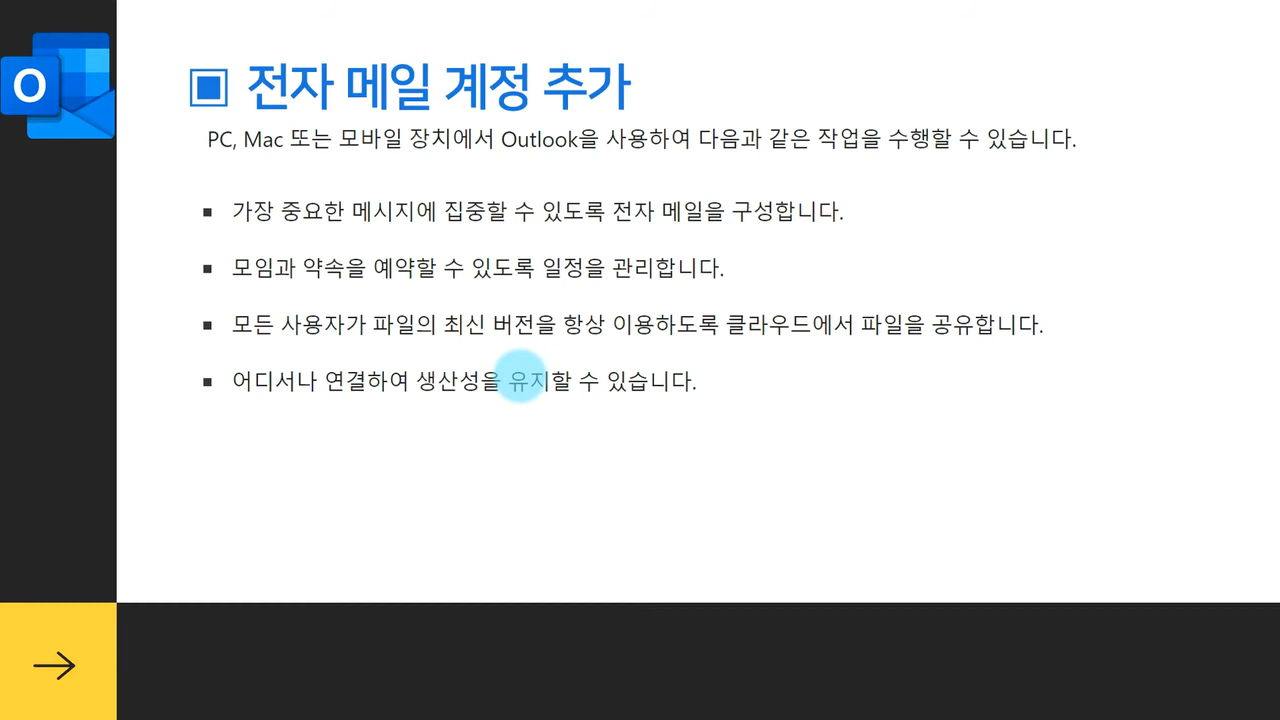 O
전자 메일 계정 추가
PC, Mac 또는 모바일 장치에서 Outlook을 사용하여 다음과 같은 작업을 수행할 수 있습니다.
가장 중요한 메시지에 집중할 수 있도록 전자 메일을 구성합니다.
모임과 약속을 예약할 수 있도록 일정을 관리합니다.
모든 사용자가 파일의 최신 버전을 항상 이용하도록 클라우드에서 파일을 공유합니다.
어디서나 연결하여 생산성을 유지할 수 있습니다.